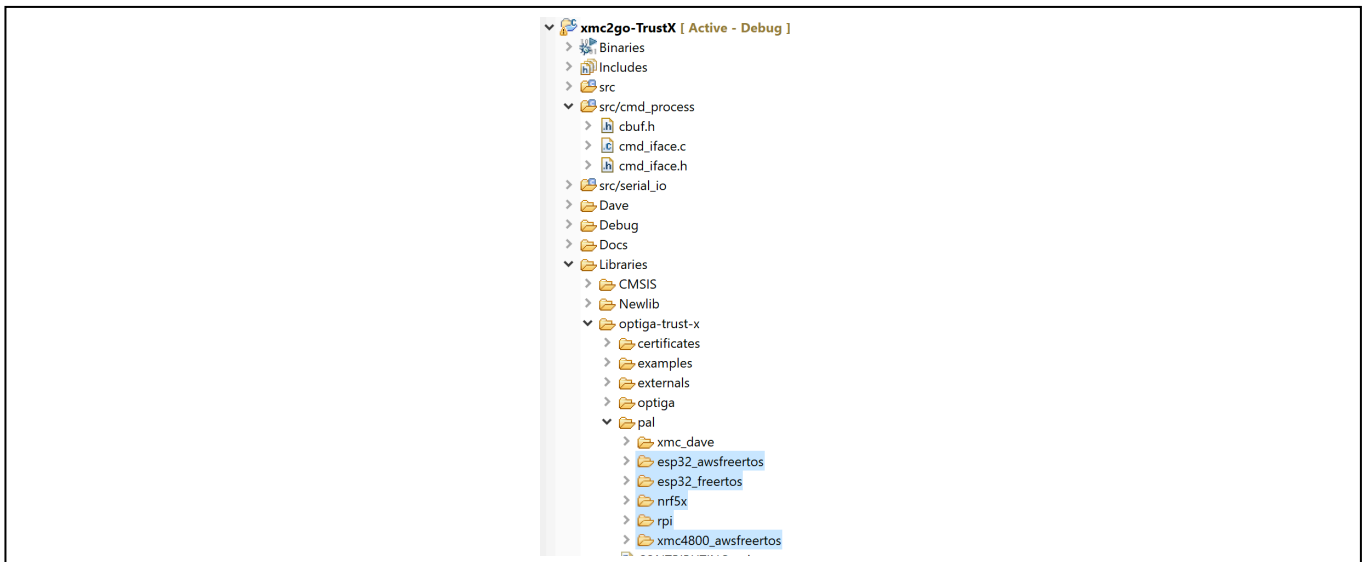 xmc2go-TrustX [ Active - Debug ]
Binaries
Includes
src
src/cmd_process
cbuf.h
cmd_iface.c
cmd_iface.h
src/serial_io
Dave
Debug
Docs
Libraries
CMSIS
Newlib
optiga-trust-x
certificates
examples
externals
optiga
pal
xmc_dave
esp32_awsfreertos
esp32_freertos
nrf5x
rpi
xmc4800_awsfreertos